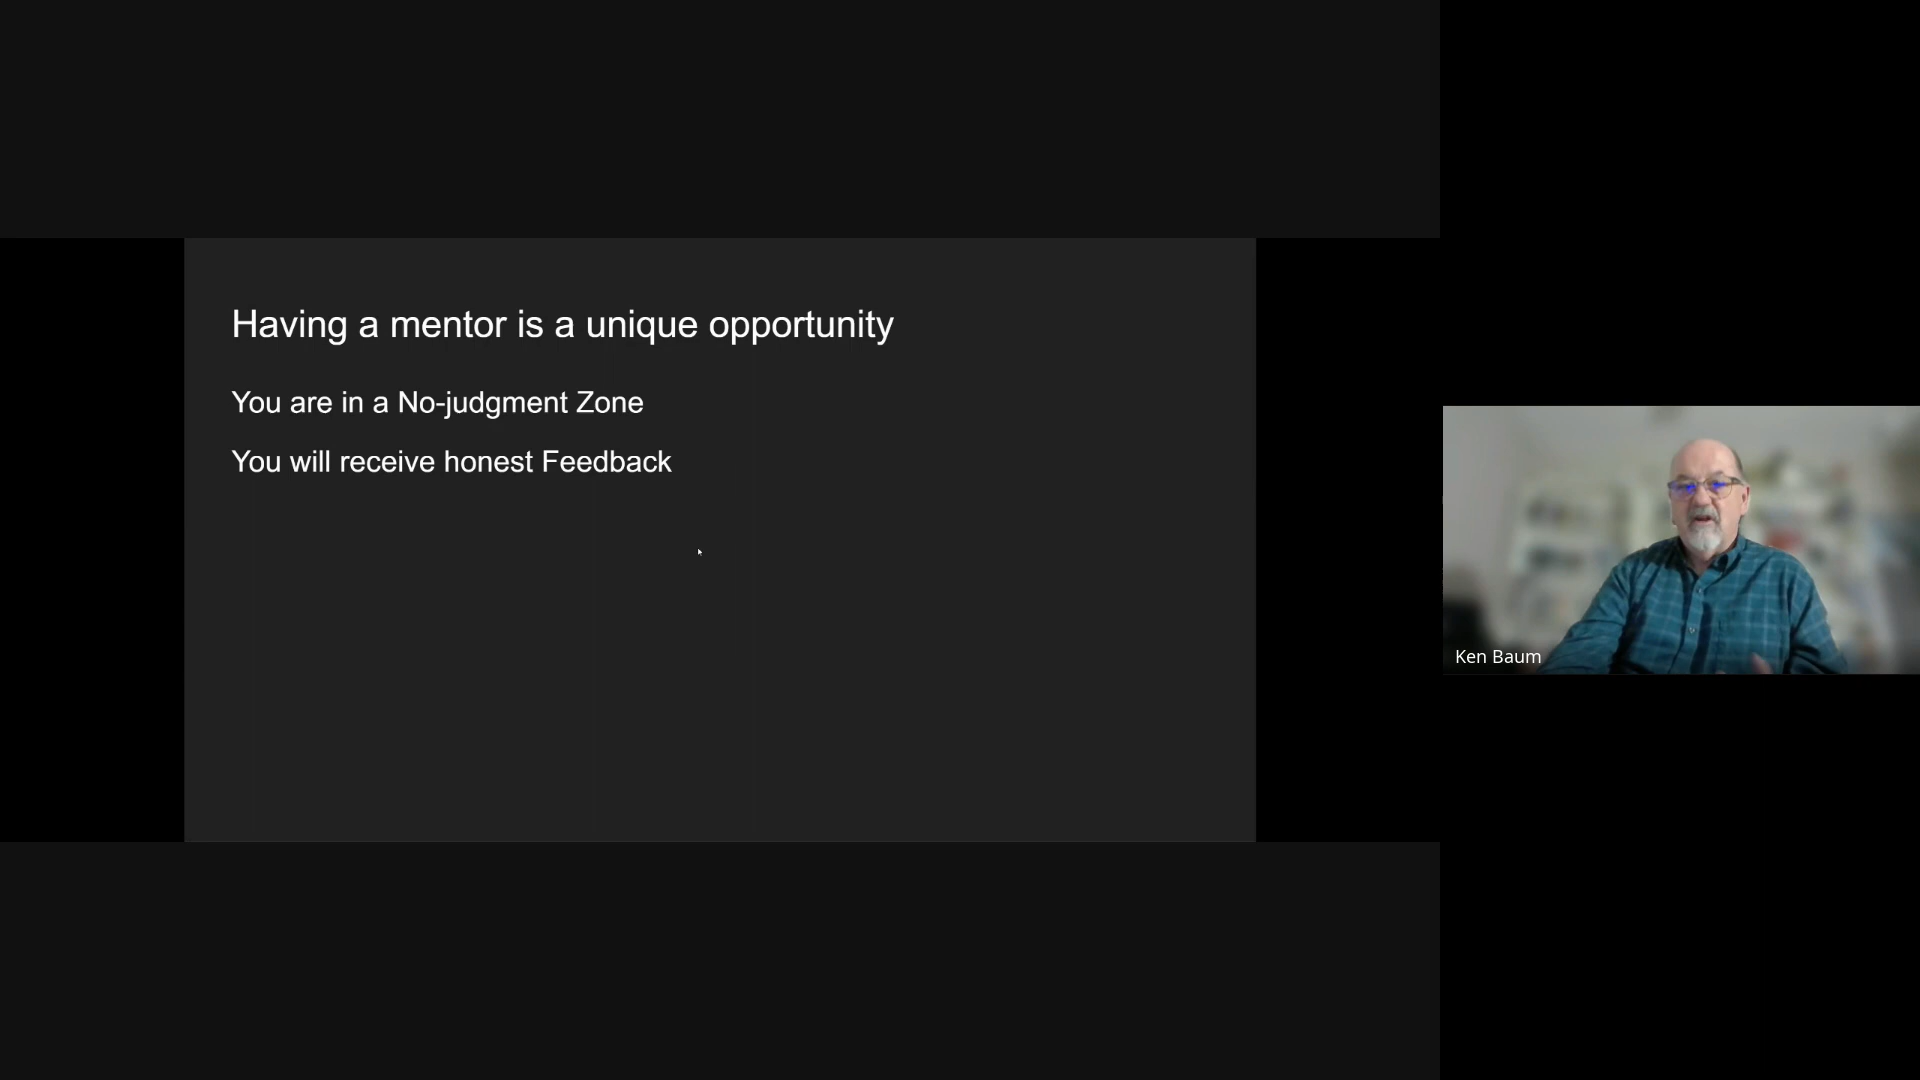 Having a mentor is a unique opportunity
You are in a No-judgment Zone
You will receive honest Feedback
Ken Baum